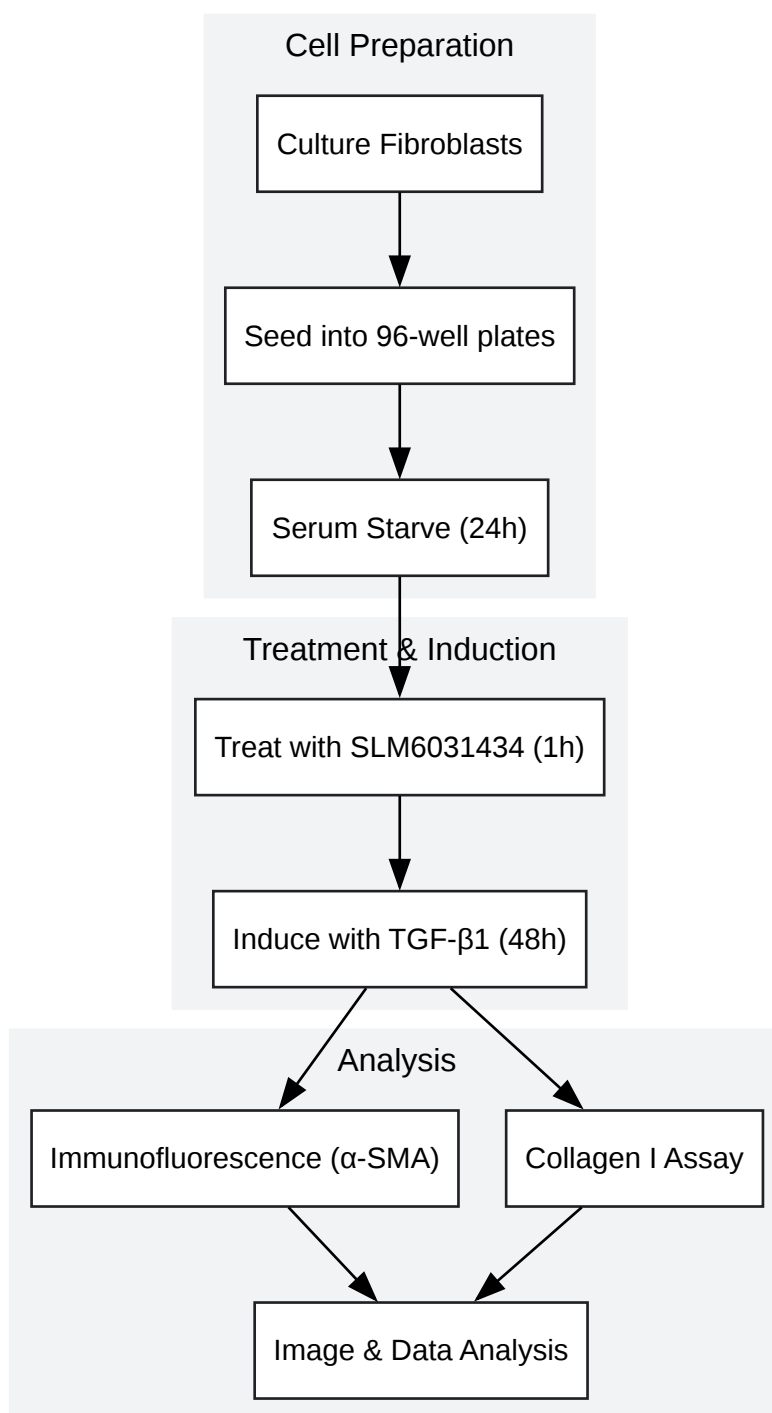 Cell Preparation
Culture Fibroblasts
Seed into 96-well plates
Serum Starve (24h)
Treatment & Induction
Treat with SLM6031434 (1h)
Induce with TGF-β1 (48h)
Analysis
Immunofluorescence (α-SMA)
Collagen I Assay
Image & Data Analysis